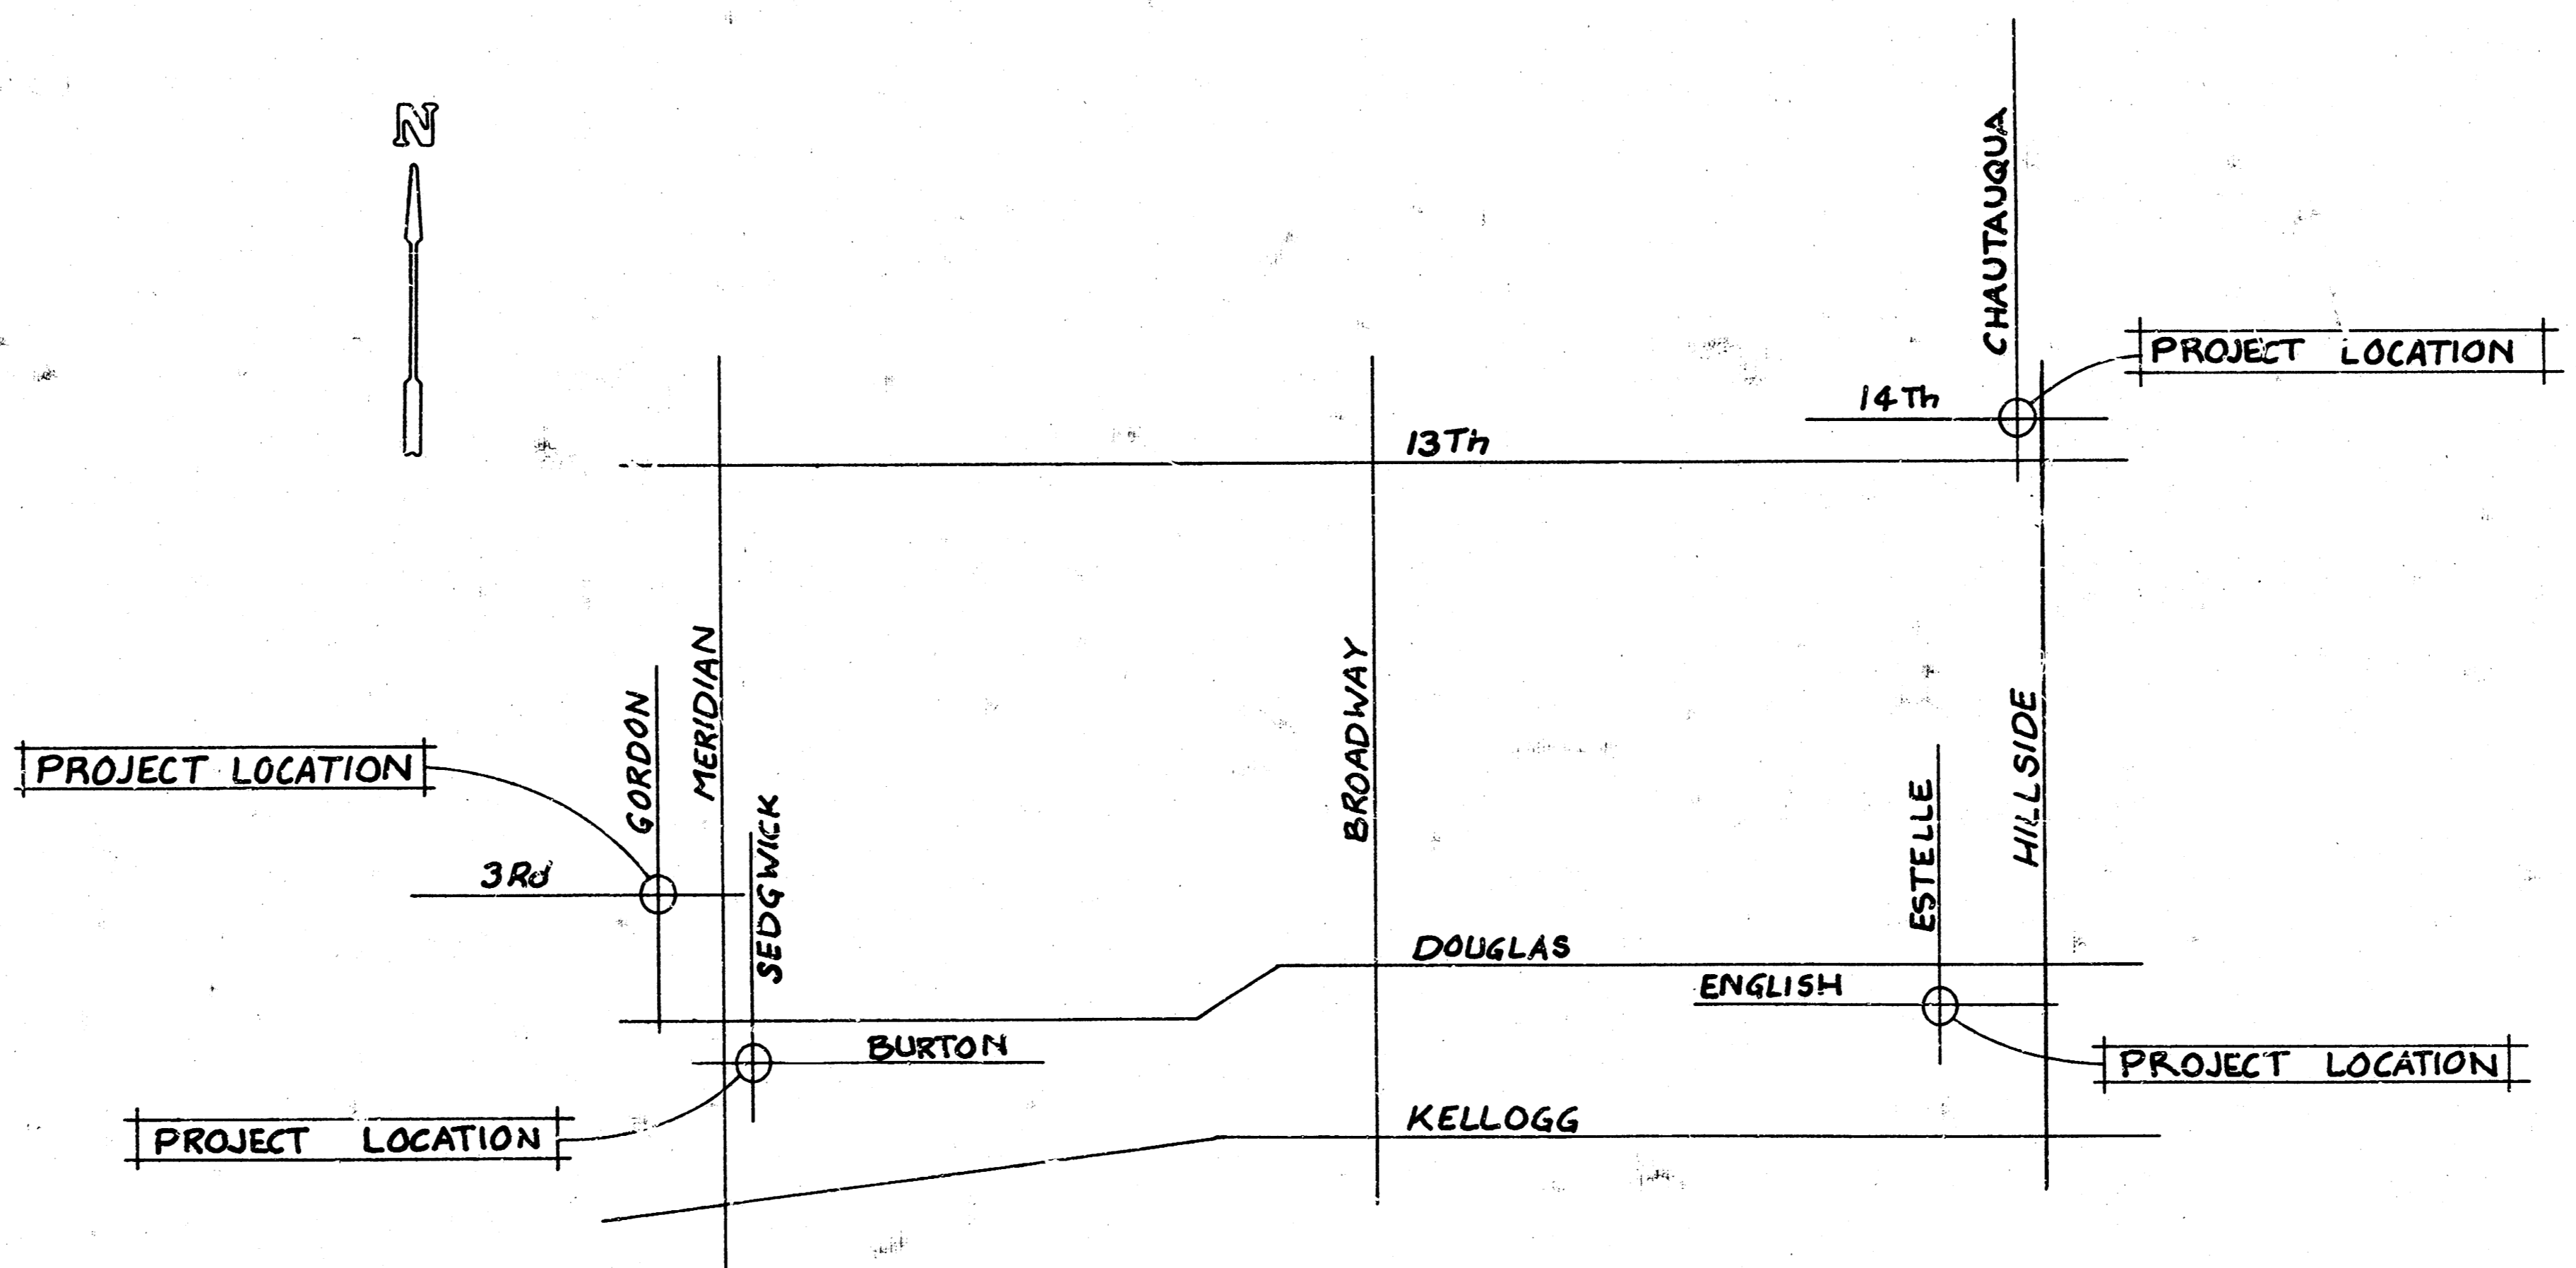 N
CHAUTAUQUA
PROJECT LOCATION
14Th
13Th
MERIDIAN
GORDON
BROADWAY
HILLSIDE
PROJECT LOCATION
ESTELLE
SEDGWICK
3Rd
DOUGLAS
ENGLISH
BURTON
PROJECT LOCATION
KELLOGG
PROJECT LOCATION